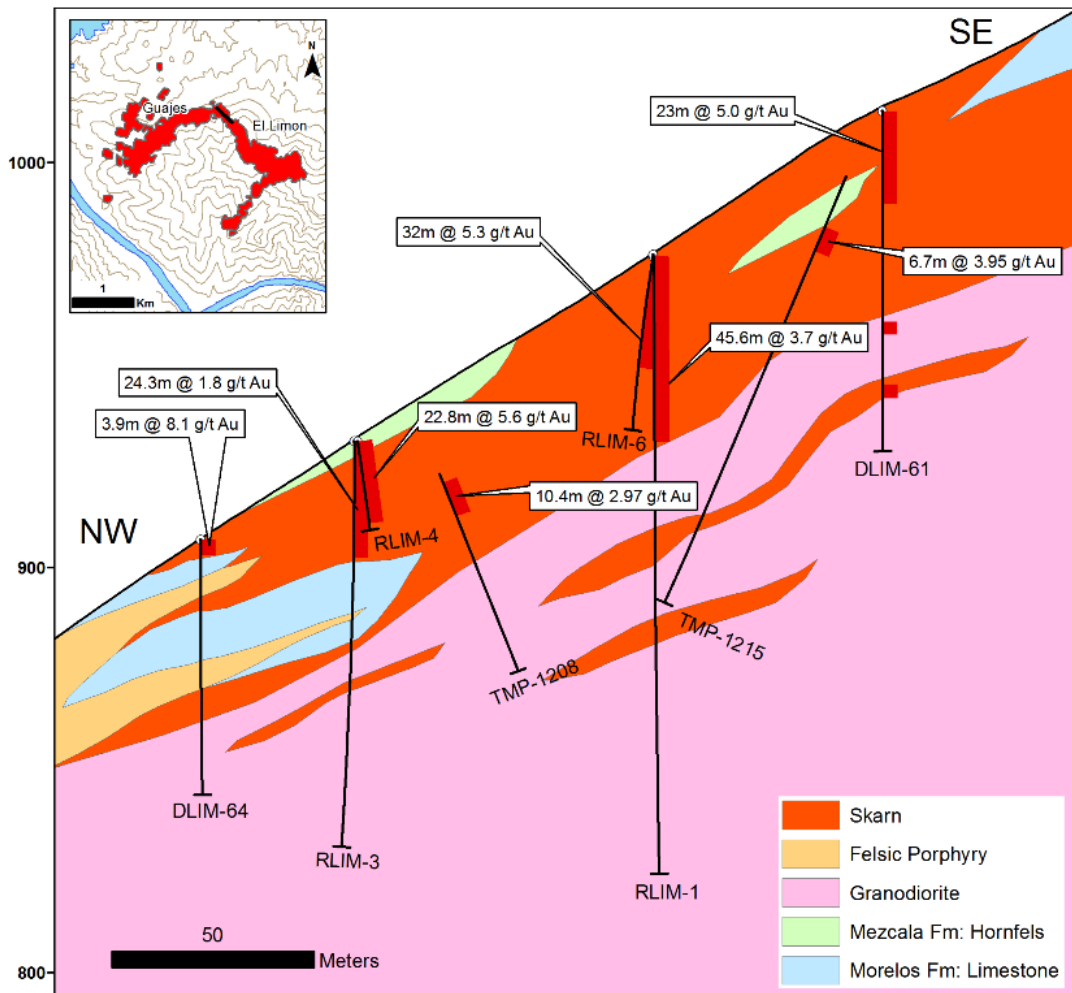 SE
N
Guajes
El Limon
1
Km
23m @ 5.0 g/t Au
1000
32m @ 5.3 g/t Au
6.7m @ 3.95 g/t Au
45.6m @ 3.7 g/t Au
24.3m @ 1.8 g/t Au
3.9m @ 8.1 g/t Au
22.8m @ 5.6 g/t Au
RLIM-6
DLIM-61
10.4m @ 2.97 g/t Au
NW
RLIM-4
900
TMP-1215
TMP-1208
DLIM-64
RLIM-3
RLIM-1
Skarn
Felsic Porphyry
Granodiorite
Mezcala Fm: Hornfels
Morelos Fm: Limestone
50
Meters
800